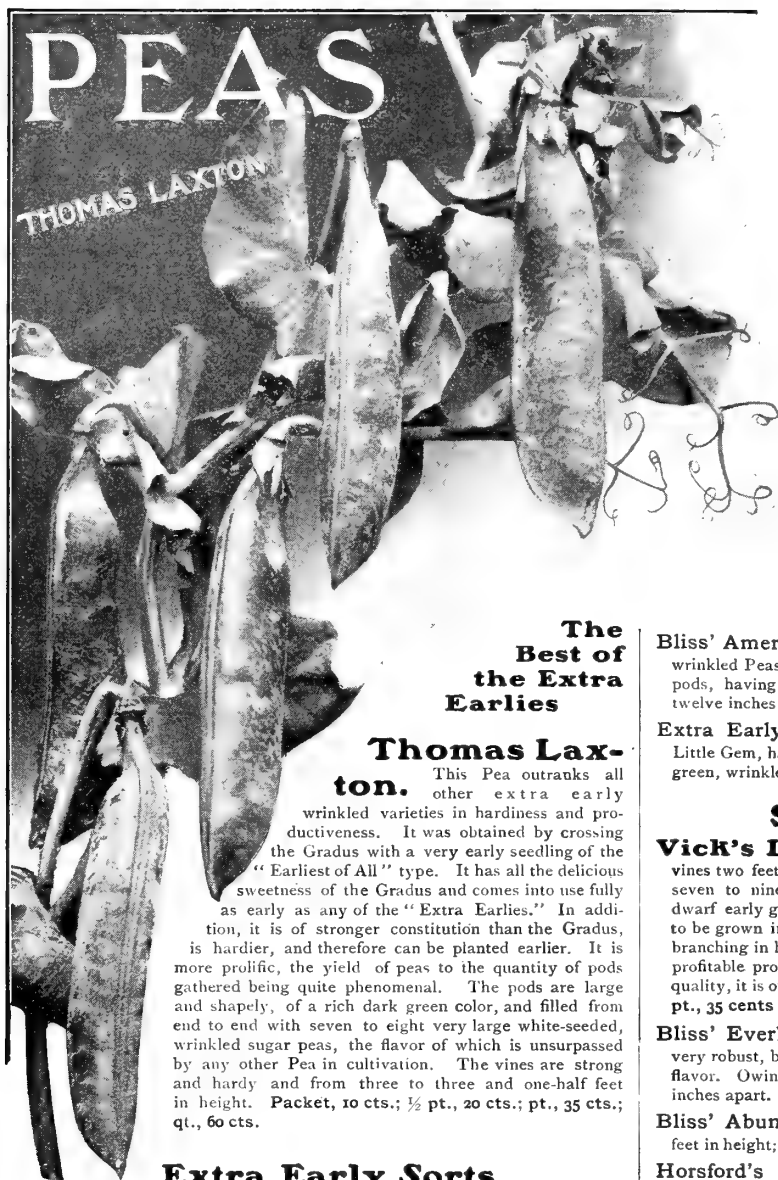 PEAS
THOMAS LAXTON
The
Best of
the Extra
Earlies
Thomas Lax-
ton. This Pea outranks all
other extra early
wrinkled varieties in hardiness and pro-
ductiveness. It was obtained by crossing
the Gradus with a very early seedling of the
“Earliest of All” type. It has all the delicious
sweetness of the Gradus and comes into use fully
as early as any of the “Extra Earlies.” In addi-
tion, it is of stronger constitution than the Gradus,
is hardier, and therefore can be planted earlier. It is
more prolific, the yield of peas to the quantity of pods
gathered being quite phenomenal. The pods are large
and shapely, of a rich dark green color, and filled from
end to end with seven to eight very large white-seeded,
wrinkled sugar peas, the flavor of which is unsurpassed
by any other Pea in cultivation. The vines are strong
and hardy and from three to three and one-half feet
in height. Packet, 10 cts.; ½ pt., 20 cts.; pt., 35 cts.;
qt., 60 cts.
Extra Early Sorts
Bliss’
wrinkled Peas
pods, having
twelve inches
Extra Early
Little Gem,
green,
Vick’s
vines two feet
seven to
dwarf early
to be grown
branching in
profitable
quality, it is
pt., 35 cents
Bliss’
very robust,
flavor.
inches apart.
Bliss’
feet in height;
Horsford’s